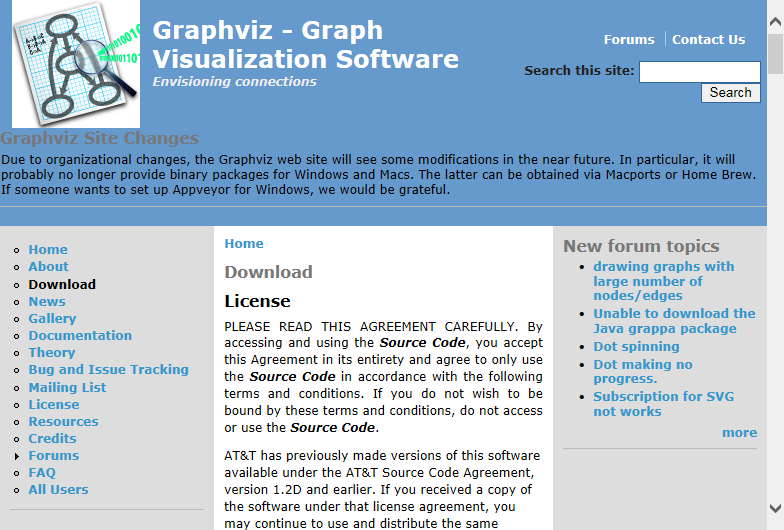 Graphviz - Graph
Visualization Software
Envisioning connections
Forums
Contact Us
Search this site:
Search
Graphviz Site Changes
Due to organizational changes, the Graphviz web site will see some modifications in the near future. In particular, it will
probably no longer provide binary packages for Windows and Macs. The latter can be obtained via Macports or Home Brew.
If someone wants to set up Appveyor for Windows, we would be grateful.
Home
About
Download
News
Gallery
Documentation
Theory
Bug and Issue Tracking
Mailing List
License
Resources
Credits
Forums
FAQ
All Users
Home
Download
License
PLEASE READ THIS AGREEMENT CAREFULLY. By
accessing and using the Source Code, you accept
this Agreement in its entirety and agree to only use
the Source Code in accordance with the following
terms and conditions. If you do not wish to be
bound by these terms and conditions, do not access
or use the Source Code.
AT&T has previously made versions of this software
available under the AT&T Source Code Agreement,
version 1.2D and earlier. If you received a copy of
the software under that license agreement, you
may continue to use and distribute the same
New forum topics
drawing graphs with
large number of
nodes/edges
Unable to download the
Java grappa package
Dot spinning
Dot making no
progress.
Subscription for SVG
not works
more